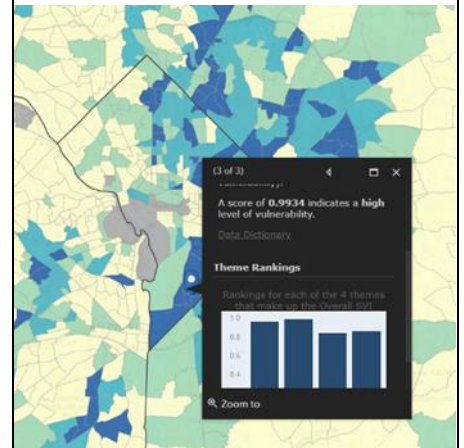 (3 of 3)
vulnerability).
A score of 0.9934 indicates a high
level of vulnerability.
Data Dictionary
Theme Rankings
Rankings for each of the 4 themes
that make up the Overall SVI
1.0
0.8
0.6
0.4
Zoom to